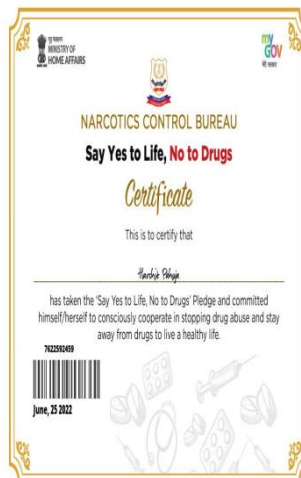 गृह मंत्रालय
MINISTRY OF
HOME AFFAIRS
my
GOV
मेरी सरकार
NARCOTICS CONTROL BUREAU
Say Yes to Life, No to Drugs
Certificate
This is to certify that
has taken the 'Say Yes to Life, No to Drugs' Pledge and committed
himself/herself to consciously cooperate in stopping drug abuse and stay
away from drugs to live a healthy life.
7622592459
June, 25 2022